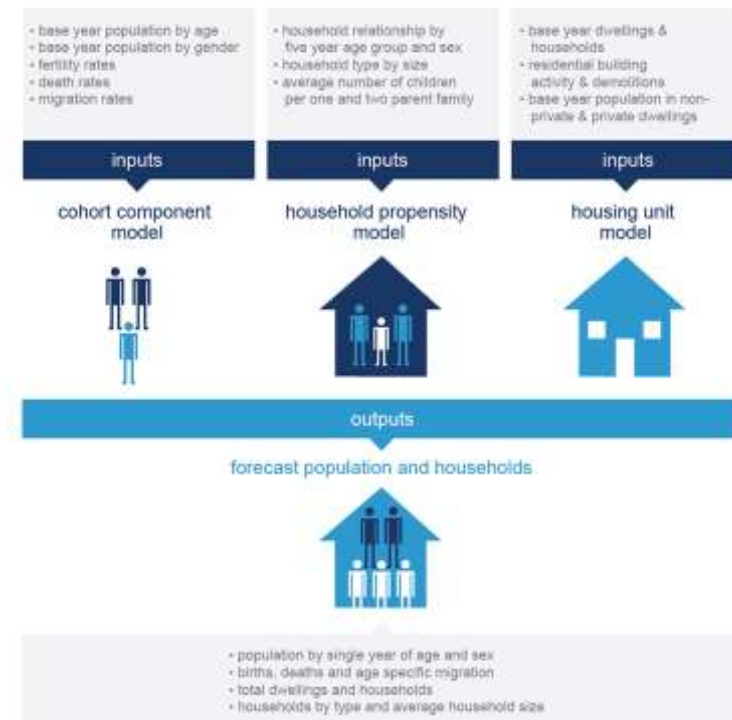 • base year population by age
• base year population by gender
• fertility rates
• death rates
• migration rates
inputs
cohort component
model
• household relationship by
five year age group and sex
• household type by size
• average number of children
per one and two parent family
inputs
household propensity
model
• base year dwellings &
households
• residential building
activity & demolitions
• base year population in non-
private & private dwellings
inputs
housing unit
model
outputs
forecast population and households
• population by single year of age and sex
• births, deaths and age specific migration
• total dwellings and households
• households by type and average household size